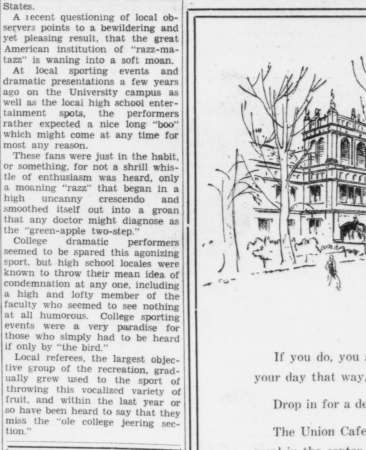 States.
A recent questioning of local ob-
servers points to a bewildering and
yet pleasing result, that the great
American institution of "razz-ma-
tazz" is waning into a soft moan.
At local sporting events and
dramatic presentations a few years
ago on the University campus as
well as the local high school enter-
tainment spots, the performers
rather expected a nice long "boo"
which might come at any time for
most any reason.
These fans were just in the habit,
or something, for not a shrill whis-
tle of enthusiasm was heard, only
a moaning "razz" that began in a
high uncanny crescendo and
smoothed itself out into a groan
that any doctor might diagnose as
the "green-apple two-step."
College dramatic performers
seemed to be spared this agonizing
sport, but high school locales were
known to throw their mean idea of
condemnation at any one, including
a high and lofty member of the
faculty who seemed to see nothing
at all humorous. College sporting
events were a very paradise for
those who simply had to be heard
if only by "the bird."
Local referees, the largest objec-
tive group of the recreation, grad-
ually grew used to the sport of
throwing this vocalized variety of
fruit, and within the last year or
so have been heard to say that they
miss the "ole college jeering sec-
tion."
If you do, you
your day that way,
Drop in for a de
The Union Cafe